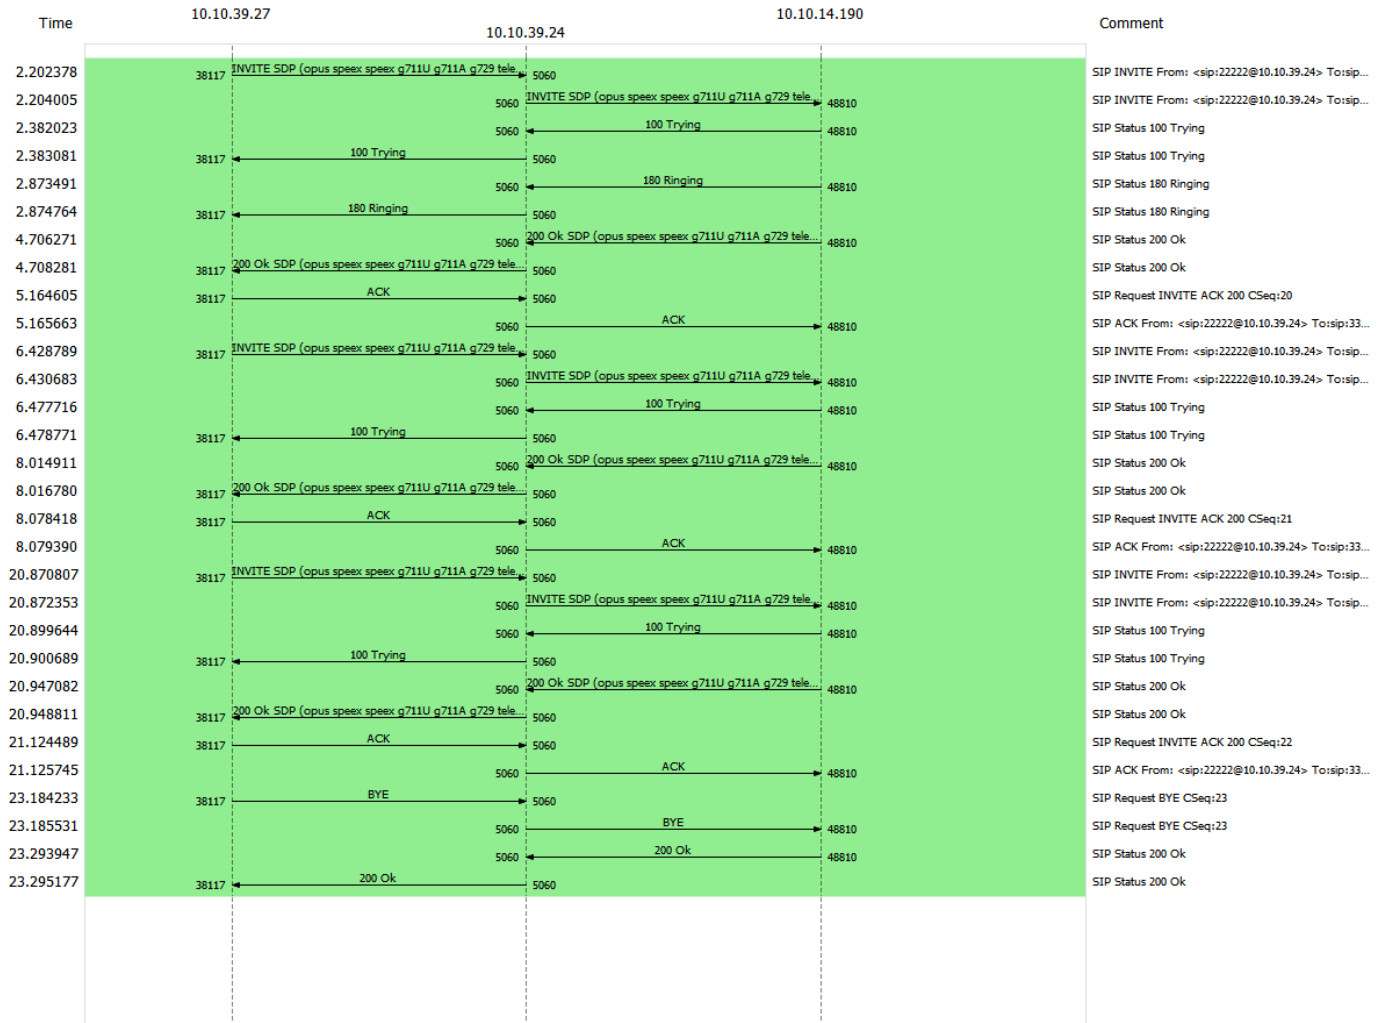 Time 10.10.39.27 10.10.39.24 10.10.14.190 Comment
2.202378 38117 INVITE SDP (opus speex speex g711U g711A g729 tele... 5060 SIP INVITE From: <sip:22222@10.10.39.24> To:sip...
2.204005 5060 INVITE SDP (opus speex speex g711U g711A g729 tele... 48810 SIP INVITE From: <sip:22222@10.10.39.24> To:sip...
2.382023 5060 100 Trying 48810 SIP Status 100 Trying
2.383081 38117 100 Trying 5060 SIP Status 100 Trying
2.873491 5060 180 Ringing 48810 SIP Status 180 Ringing
2.874764 38117 180 Ringing 5060 SIP Status 180 Ringing
4.706271 5060 200 Ok SDP (opus speex speex g711U g711A g729 tele... 48810 SIP Status 200 Ok
4.708281 38117 200 Ok SDP (opus speex speex g711U g711A g729 tele... 5060 SIP Status 200 Ok
5.164605 38117 ACK 5060 SIP Request INVITE ACK 200 CSeq:20
5.165663 5060 ACK 48810 SIP ACK From: <sip:22222@10.10.39.24> To:sip:33...
6.428789 38117 INVITE SDP (opus speex speex g711U g711A g729 tele... 5060 SIP INVITE From: <sip:22222@10.10.39.24> To:sip...
6.430683 5060 INVITE SDP (opus speex speex g711U g711A g729 tele... 48810 SIP INVITE From: <sip:22222@10.10.39.24> To:sip...
6.477716 5060 100 Trying 48810 SIP Status 100 Trying
6.478771 38117 100 Trying 5060 SIP Status 100 Trying
8.014911 5060 200 Ok SDP (opus speex speex g711U g711A g729 tele... 48810 SIP Status 200 Ok
8.016780 38117 200 Ok SDP (opus speex speex g711U g711A g729 tele... 5060 SIP Status 200 Ok
8.078418 38117 ACK 5060 SIP Request INVITE ACK 200 CSeq:21
8.079390 5060 ACK 48810 SIP ACK From: <sip:22222@10.10.39.24> To:sip:33...
20.870807 38117 INVITE SDP (opus speex speex g711U g711A g729 tele... 5060 SIP INVITE From: <sip:22222@10.10.39.24> To:sip...
20.872353 5060 INVITE SDP (opus speex speex g711U g711A g729 tele... 48810 SIP INVITE From: <sip:22222@10.10.39.24> To:sip...
20.899644 5060 100 Trying 48810 SIP Status 100 Trying
20.900689 38117 100 Trying 5060 SIP Status 100 Trying
20.947082 5060 200 Ok SDP (opus speex speex g711U g711A g729 tele... 48810 SIP Status 200 Ok
20.948811 38117 200 Ok SDP (opus speex speex g711U g711A g729 tele... 5060 SIP Status 200 Ok
21.124489 38117 ACK 5060 SIP Request INVITE ACK 200 CSeq:22
21.125745 5060 ACK 48810 SIP ACK From: <sip:22222@10.10.39.24> To:sip:33...
23.184233 38117 BYE 5060 SIP Request BYE CSeq:23
23.185531 5060 BYE 48810 SIP Request BYE CSeq:23
23.293947 5060 200 Ok 48810 SIP Status 200 Ok
23.295177 38117 200 Ok 5060 SIP Status 200 Ok